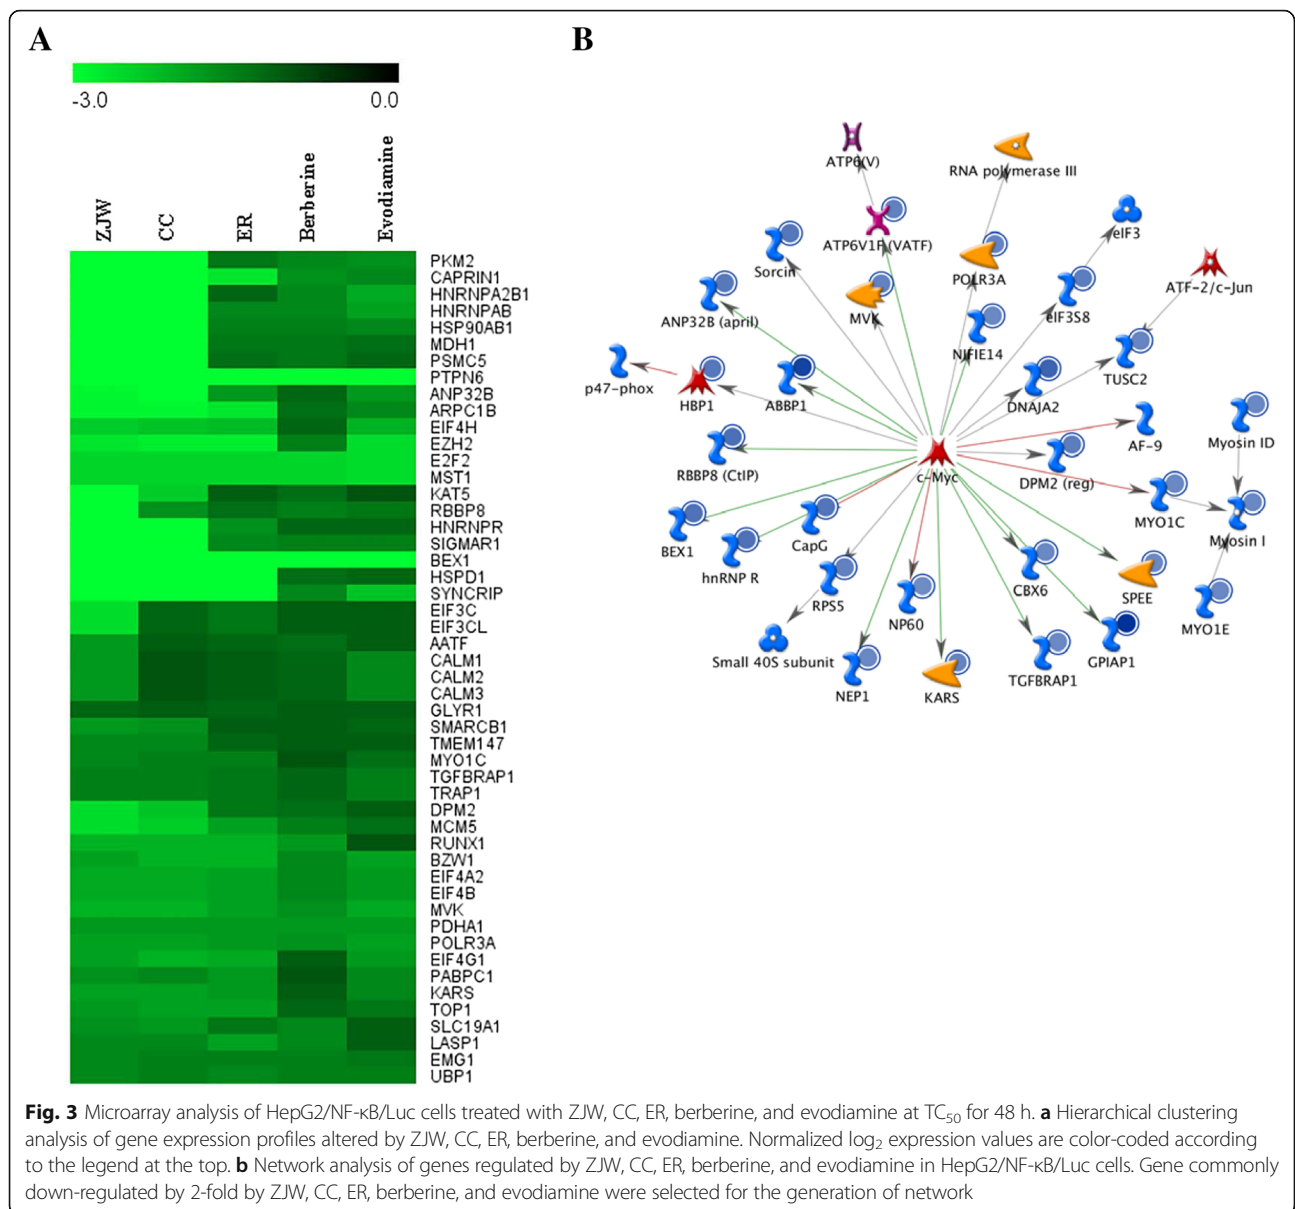 A
-3.0 0.0
ZJW
CC
ER
Berberine
Evodiamine
PKM2
CAPRIN1
HNRNPA2B1
HNRNPAB
HSP90AB1
MDH1
PSMC5
PTPN6
ANP32B
ARPC1B
EIF4H
EZH2
E2F2
MST1
KAT5
RBBP8
HNRNPR
SIGMAR1
BEX1
HSPD1
SYNCRIP
EIF3C
EIF3CL
AATF
CALM1
CALM2
CALM3
GLYR1
SMARCB1
TMEM147
MYO1C
TGFBRAP1
TRAP1
DPM2
MCM5
RUNX1
BZW1
EIF4A2
EIF4B
MVK
PDHA1
POLR3A
EIF4G1
PABPC1
KARS
TOP1
SLC19A1
LASP1
EMG1
UBP1
B
ATP6(V)
RNA polymerase III
eIF3
ATP6V1F (VATF)
Sorcin
POLR3A
ATF-2/c-Jun
ANP32B (april)
MVK
eIF3S8
NIFIE14
TUSC2
p47-phox
HBP1
ABBP1
DNAJA2
AF-9
Myosin ID
RBBP8 (CtIP)
c-Myc
DPM2 (reg)
MYO1C
Myosin I
BEX1
hnRNP R
CapG
CBX6
SPEE
RPS5
NP60
MYO1E
Small 40S subunit
NEP1
KARS
TGFBRAP1
GPIAP1
Fig. 3 Microarray analysis of HepG2/NF-κB/Luc cells treated with ZJW, CC, ER, berberine, and evodiamine at TC50 for 48 h. a Hierarchical clustering
analysis of gene expression profiles altered by ZJW, CC, ER, berberine, and evodiamine. Normalized log2 expression values are color-coded according
to the legend at the top. b Network analysis of genes regulated by ZJW, CC, ER, berberine, and evodiamine in HepG2/NF-κB/Luc cells. Gene commonly
down-regulated by 2-fold by ZJW, CC, ER, berberine, and evodiamine were selected for the generation of network